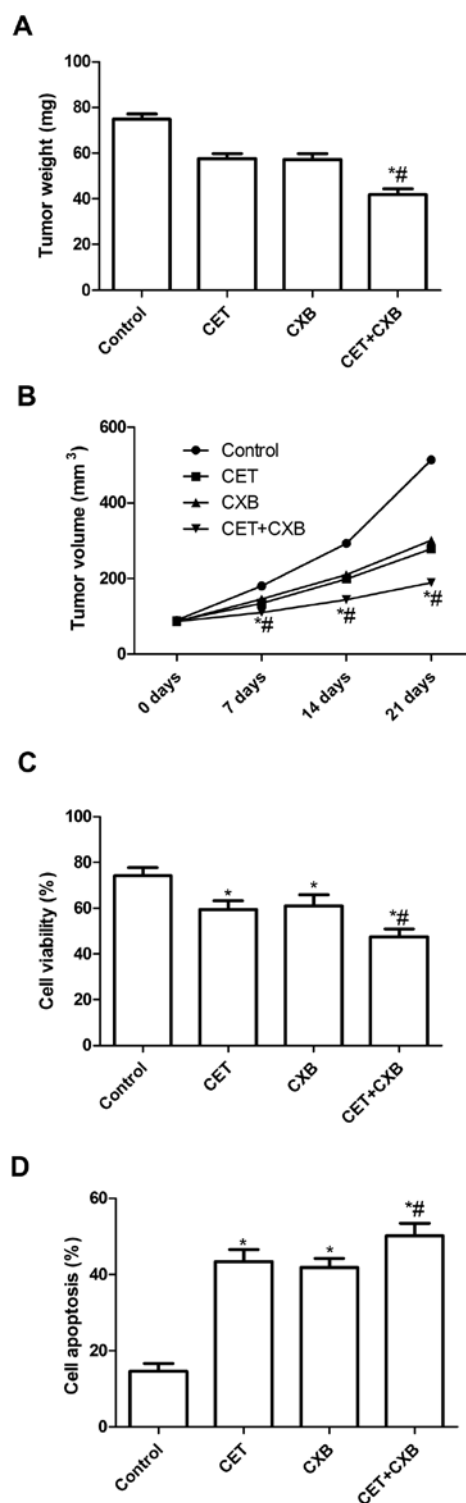 A
Tumor weight (mg)
100
80
60
40
20
0
*#
Control
CET
CXB
CET+CXB
B
Tumor volume (mm³)
600
400
200
0
Control
CET
CXB
CET+CXB
*#
*#
*#
0 days
7 days
14 days
21 days
C
Cell viability (%)
100
80
60
40
20
0
*
*
*#
Control
CET
CXB
CET+CXB
D
Cell apoptosis (%)
60
40
20
0
*
*
*#
Control
CET
CXB
CET+CXB